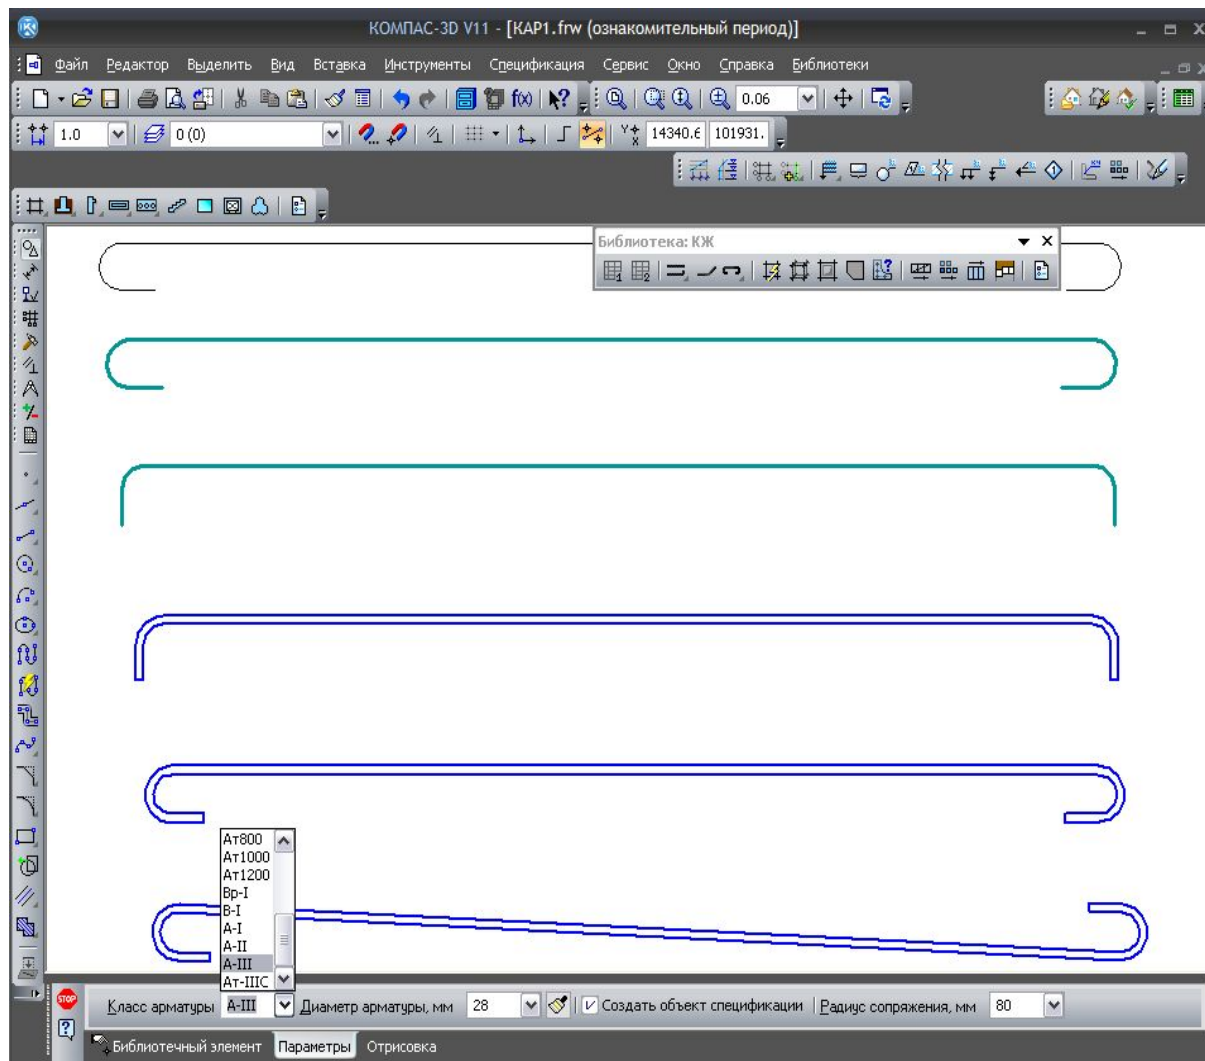 КОМПАС-3D V11 - [КАР1.frw (ознакомительный период)]
Файл Редактор Выделить Вид Вставка Инструменты Спецификация Сервис Окно Справка Библиотеки
f(x) 0.06
1.0 0 (0) 14340.6 101931.
Библиотека: КЖ
Ат800
Ат1000
Ат1200
Вр-I
В-I
А-I
А-II
А-III
Ат-IIIС
STOP Класс арматуры А-III Диаметр арматуры, мм 28 Создать объект спецификации Радиус сопряжения, мм 80
Библиотечный элемент Параметры Отрисовка